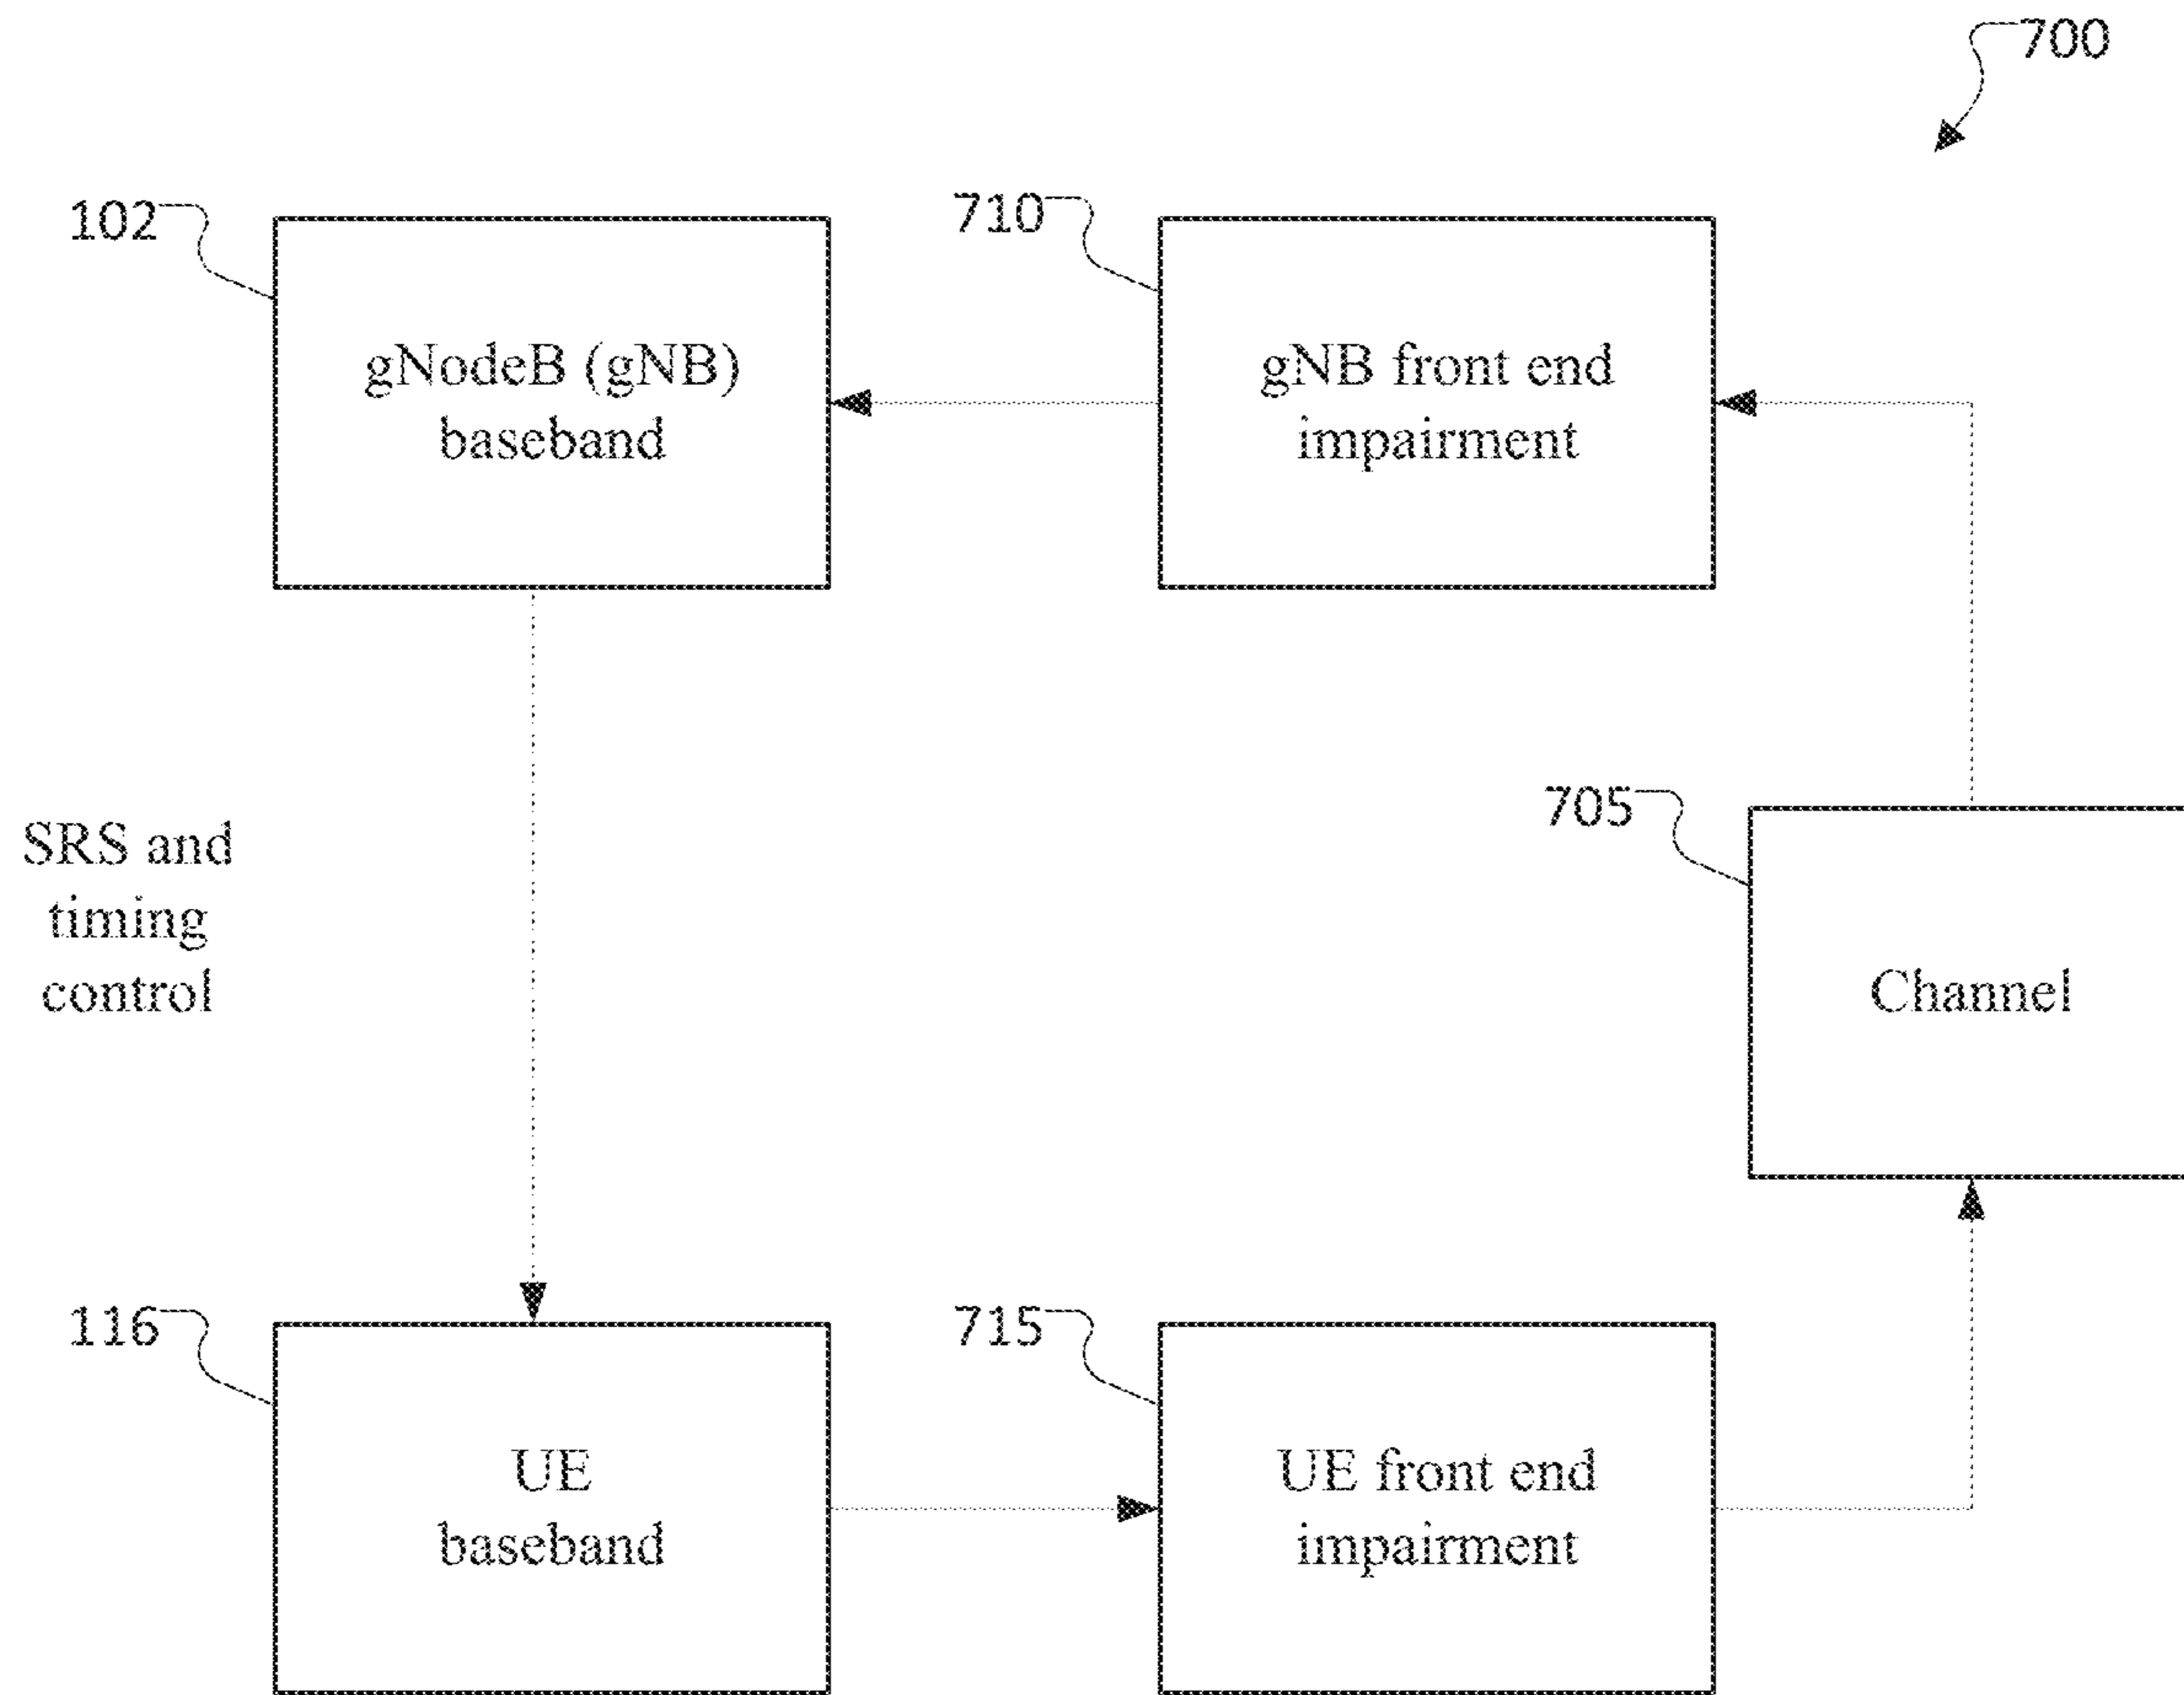 700
102
710
gNodeB (gNB)
baseband
gNB front end
impairment
705
SRS and
timing
control
Channel
116
715
UE
baseband
UE front end
impairment